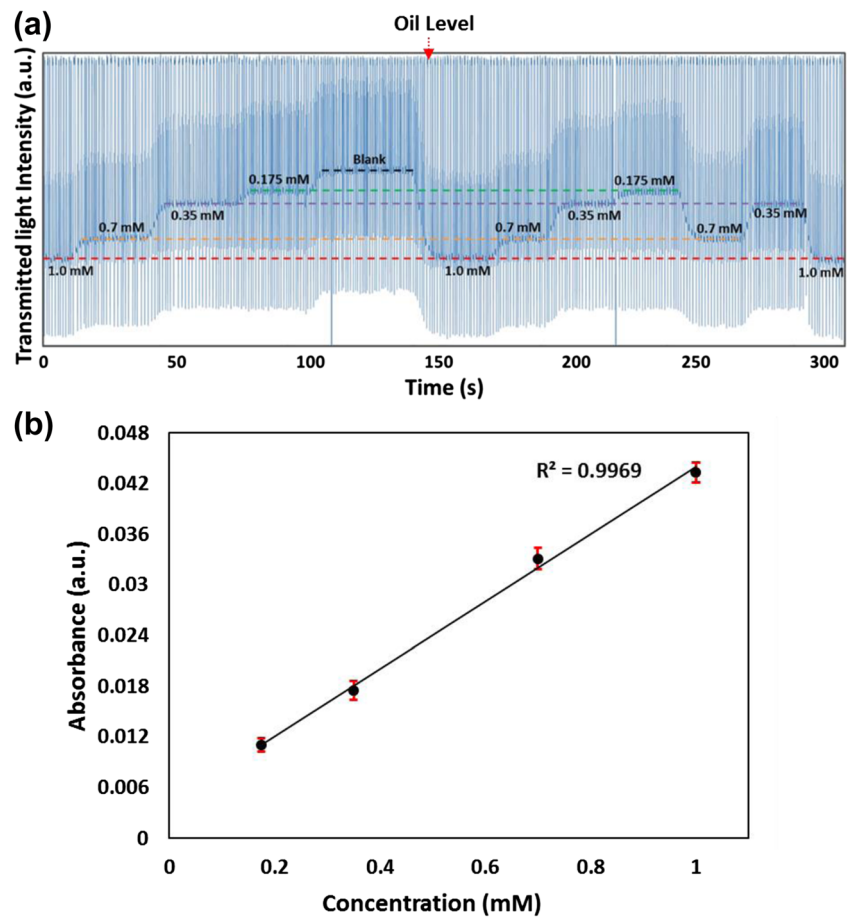 (a)
Oil Level
Transmitted light Intensity (a.u.)
Blank
0.175 mM
0.175 mM
0.35 mM
0.35 mM
0.35 mM
0.7 mM
0.7 mM
0.7 mM
1.0 mM
1.0 mM
1.0 mM
0 50 100 150 200 250 300
Time (s)
(b)
0.048
R² = 0.9969
0.042
0.036
0.03
0.024
0.018
0.012
0.006
0
Absorbance (a.u.)
0 0.2 0.4 0.6 0.8 1
Concentration (mM)